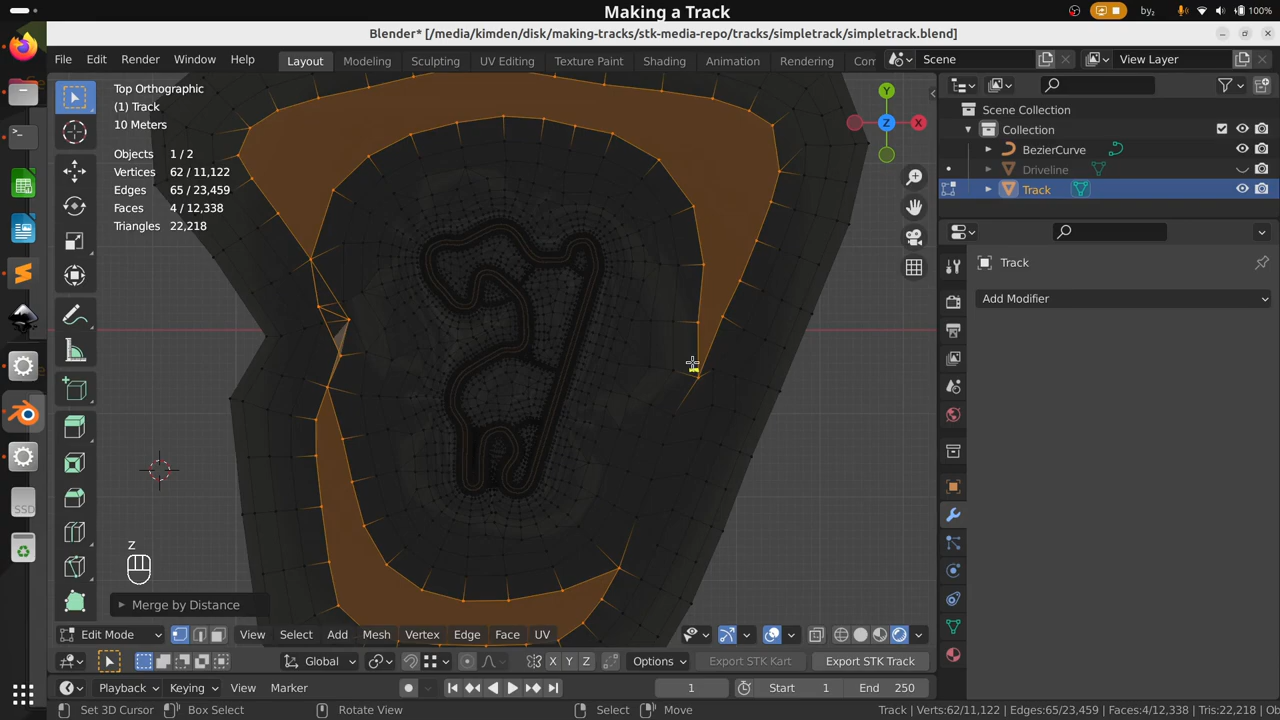 Making a Track
by₂
100%
Blender* [/media/kimden/disk/making-tracks/stk-media-repo/tracks/simpletrack/simpletrack.blend]
File Edit Render Window Help Layout Modeling Sculpting UV Editing Texture Paint Shading Animation Rendering Com Scene View Layer
Top Orthographic
(1) Track
10 Meters
Objects 1 / 2
Vertices 62 / 11,122
Edges 65 / 23,459
Faces 4 / 12,338
Triangles 22,218
Y
X
Z
Scene Collection
Collection
BezierCurve
Driveline
Track
Track
Add Modifier
SSD
Z
Merge by Distance
Edit Mode View Select Add Mesh Vertex Edge Face UV
Global X Y Z Options Export STK Kart Export STK Track
Playback Keying View Marker 1 Start 1 End 250
Set 3D Cursor Box Select Rotate View Select Move Track | Verts:62/11,122 | Edges:65/23,459 | Faces:4/12,338 | Tris:22,218 | Ob